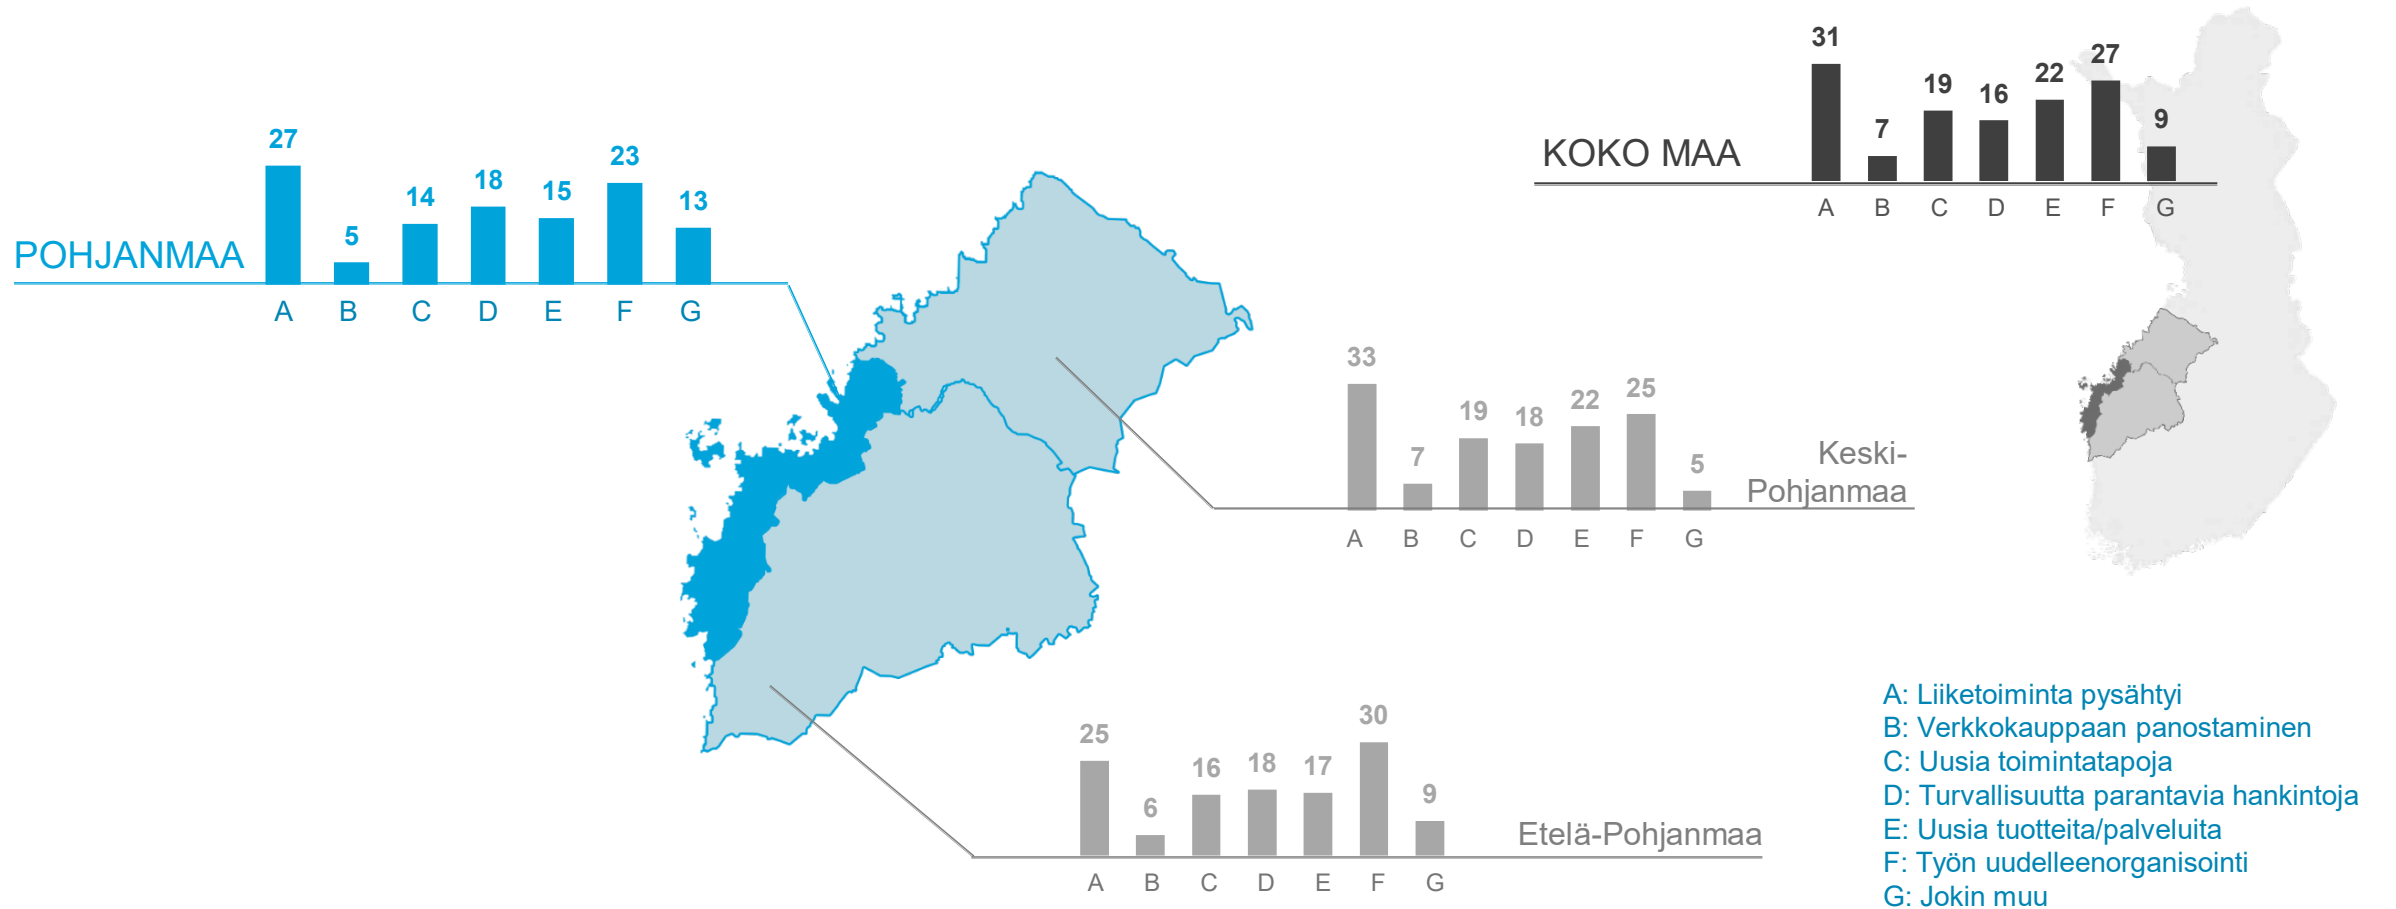 KOKO MAA
31 7 19 16 22 27 9
A B C D E F G
POHJANMAA
27 5 14 18 15 23 13
A B C D E F G
33 7 19 18 22 25 5
Keski-
Pohjanmaa
A B C D E F G
25 6 16 18 17 30 9
Etelä-Pohjanmaa
A B C D E F G
A: Liiketoiminta pysähtyi
B: Verkkokauppaan panostaminen
C: Uusia toimintatapoja
D: Turvallisuutta parantavia hankintoja
E: Uusia tuotteita/palveluita
F: Työn uudelleenorganisointi
G: Jokin muu